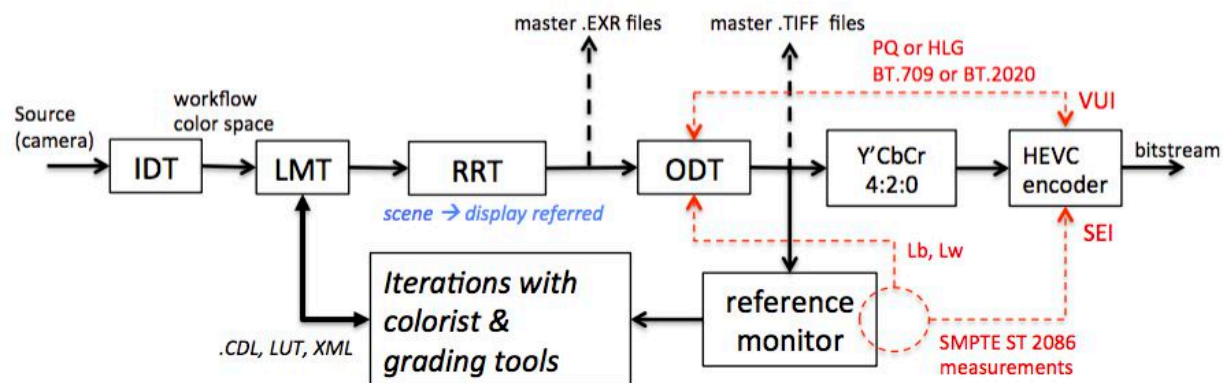 master .EXR files
master .TIFF files
PQ or HLG
BT.709 or BT.2020
VUI
Source
(camera)
workflow
color space
IDT
LMT
RRT
ODT
Y'CbCr
4:2:0
HEVC
encoder
bitstream
scene → display referred
SEI
Lb, Lw
Iterations with
colorist &
grading tools
.CDL, LUT, XML
reference
monitor
SMPTE ST 2086
measurements